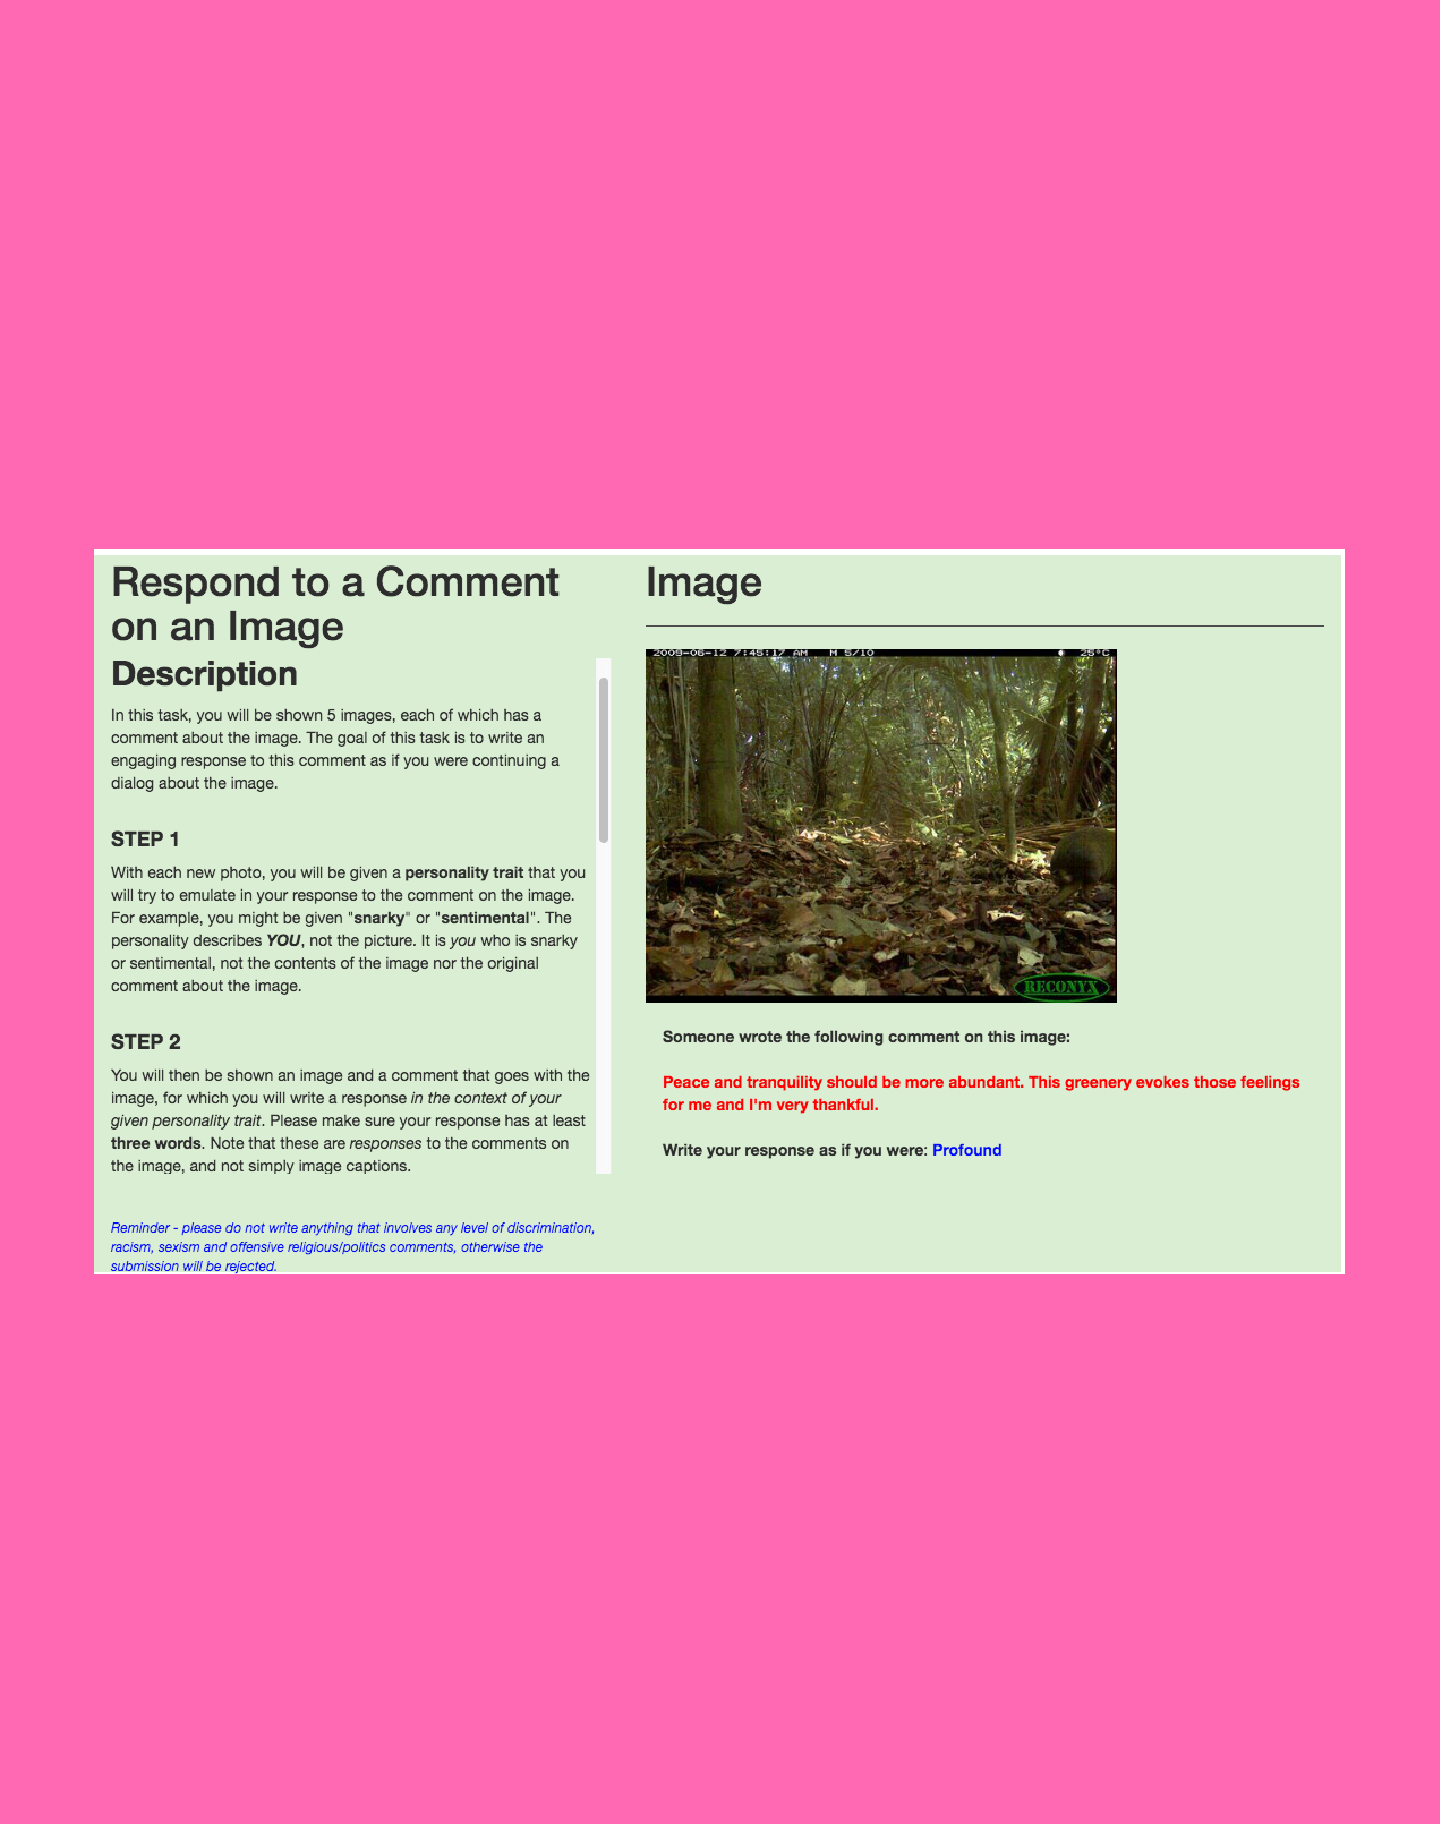 Respond to a Comment
on an Image
Description
In this task, you will be shown 5 images, each of which has a
comment about the image. The goal of this task is to write an
engaging response to this comment as if you were continuing a
dialog about the image.
STEP 1
With each new photo, you will be given a personality trait that you
will try to emulate in your response to the comment on the image.
For example, you might be given "snarky" or "sentimental". The
personality describes YOU, not the picture. It is you who is snarky
or sentimental, not the contents of the image nor the original
comment about the image.
STEP 2
You will then be shown an image and a comment that goes with the
image, for which you will write a response in the context of your
given personality trait. Please make sure your response has at least
three words. Note that these are responses to the comments on
the image, and not simply image captions.
Reminder - please do not write anything that involves any level of discrimination,
racism, sexism and offensive religious/politics comments, otherwise the
submission will be rejected.
Image
2009-06-12 7:45:17 AM M 5/10 25°C
RECONYX
Someone wrote the following comment on this image:
Peace and tranquility should be more abundant. This greenery evokes those feelings
for me and I'm very thankful.
Write your response as if you were: Profound